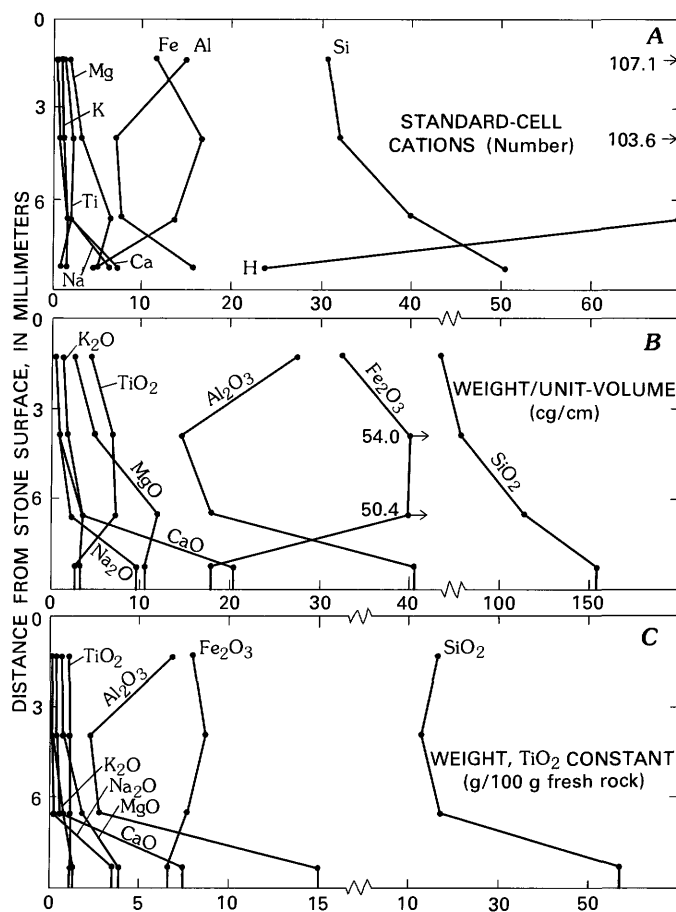 0
3
6
Fe
Al
Si
A
Mg
K
Ti
Na
Ca
H
107.1
103.6
STANDARD-CELL
CATIONS (Number)
0 10 20 30 40 60
DISTANCE FROM STONE SURFACE, IN MILLIMETERS
0
3
6
K₂O
TiO₂
Al₂O₃
Fe₂O₃
B
WEIGHT/UNIT-VOLUME
(cg/cm)
54.0
SiO₂
MgO
50.4
CaO
Na₂O
0 10 20 30 40 100 150
0
3
6
9
TiO₂
Al₂O₃
Fe₂O₃
SiO₂
C
K₂O
Na₂O
MgO
CaO
WEIGHT, TiO₂ CONSTANT
(g/100 g fresh rock)
0 5 10 15 10 50